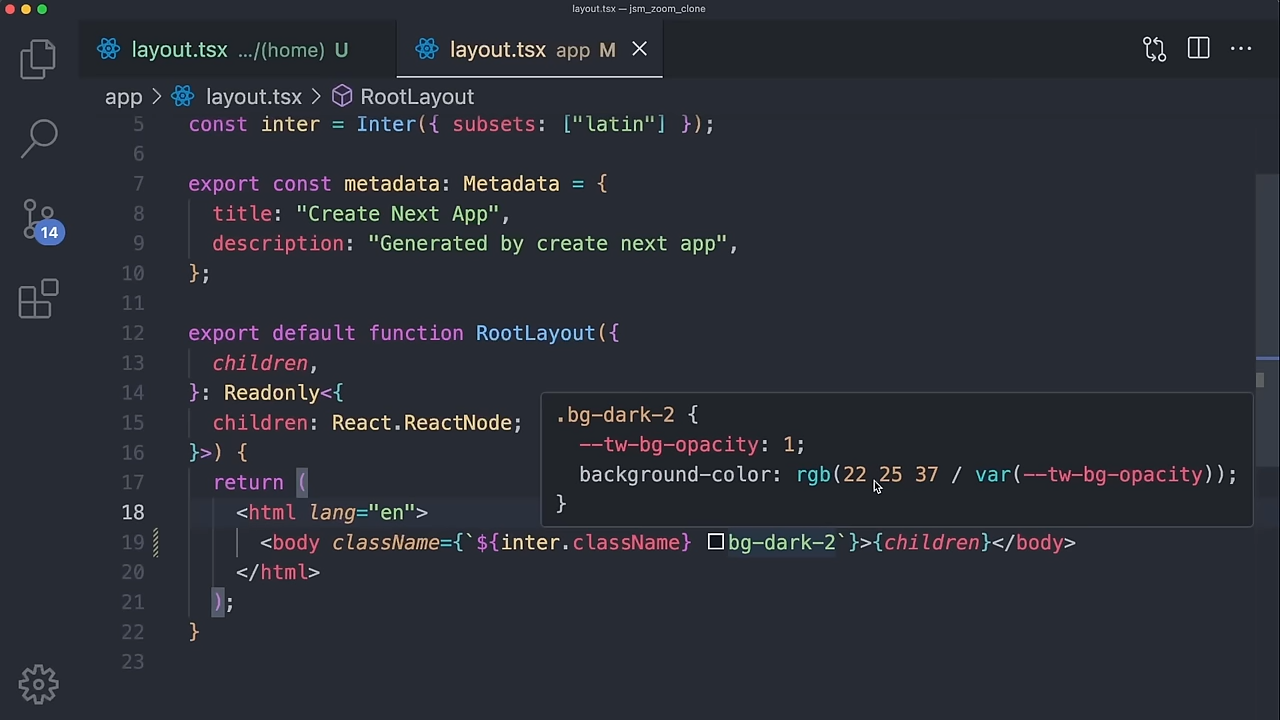 layout.tsx — jsm_zoom_clone
layout.tsx .../(home) U
layout.tsx app M
app > layout.tsx > RootLayout
5 const inter = Inter({ subsets: ["latin"] });
6
7 export const metadata: Metadata = {
8 title: "Create Next App",
9 description: "Generated by create next app",
10 };
11
12 export default function RootLayout({
13 children,
14 }: Readonly<{
15 children: React.ReactNode;
16 }>) {
17 return (
18 <html lang="en">
19 <body className={`${inter.className} bg-dark-2`}>{children}</body>
20 </html>
21 );
22 }
23
.bg-dark-2 {
--tw-bg-opacity: 1;
background-color: rgb(22 25 37 / var(--tw-bg-opacity));
}
14